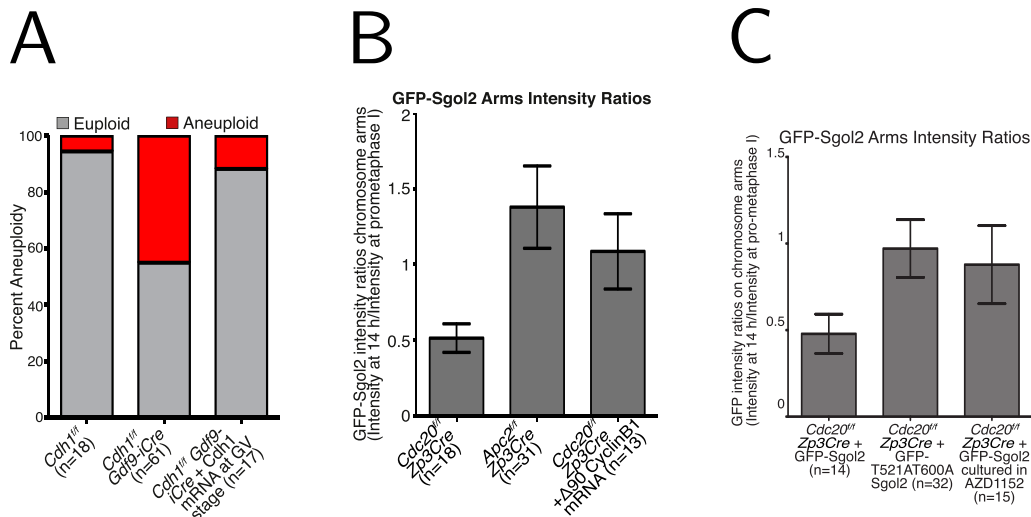 A
B
C
Euploid
Aneuploid
Percent Aneuploidy
100
80
60
40
20
0
Cdh1f/f
(n=18)
Cdh1f/f
Gdf9-iCre
(n=61)
Cdh1f/f Gdf9-
iCre + Cdh1
mRNA at GV
stage (n=17)
GFP-Sgol2 Arms Intensity Ratios
GFP-Sgol2 intensity ratios chromosome arms
(Intensity at 14 h/Intensity at prometaphase I)
2
1.5
1
0.5
0
Cdc20f/f
Zp3Cre
(n=18)
Apc2f/f
Zp3Cre
(n=31)
Cdc20f/f
Zp3Cre
+Δ90 CyclinB1
mRNA (n=13)
GFP-Sgol2 Arms Intensity Ratios
GFP intensity ratios on chromosome arms
(Intensity at 14 h/Intensity at pro-metaphase I)
1.5
1
0.5
0
Cdc20f/f
Zp3Cre +
GFP-Sgol2
(n=14)
Cdc20f/f
Zp3Cre +
GFP-
T521AT600A
Sgol2 (n=32)
Cdc20f/f
Zp3Cre +
GFP-Sgol2
cultured in
AZD1152
(n=15)